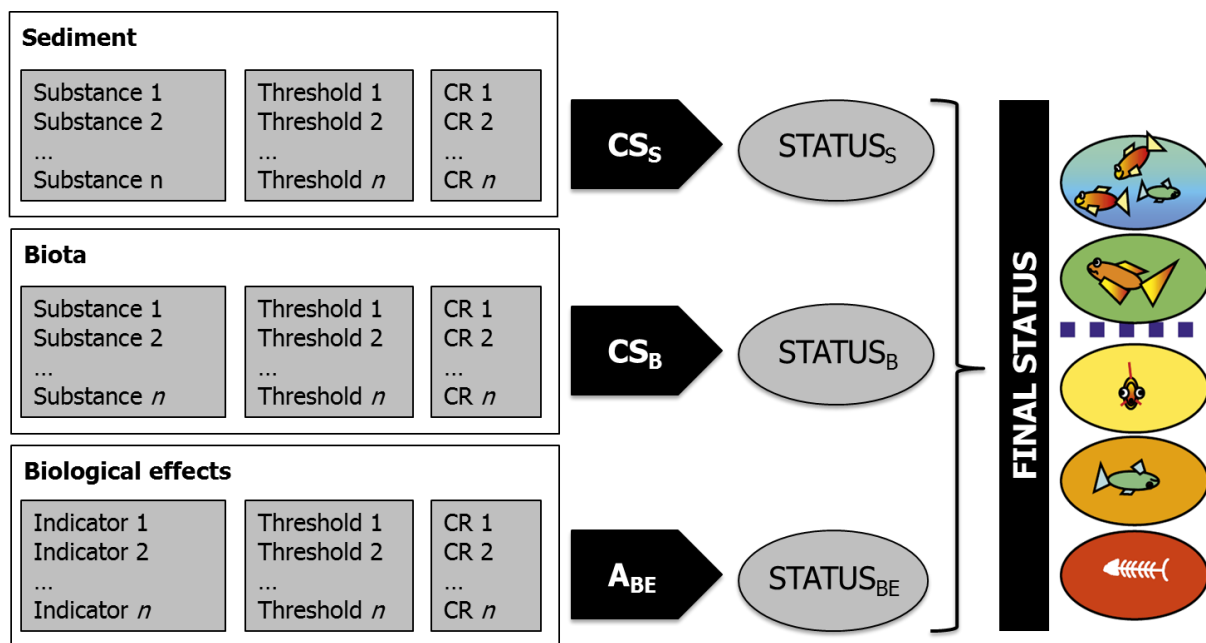 Sediment
Substance 1
Substance 2
...
Substance n
Threshold 1
Threshold 2
...
Threshold n
CR 1
CR 2
...
CR n
CSS
STATUSS
Biota
Substance 1
Substance 2
...
Substance n
Threshold 1
Threshold 2
...
Threshold n
CR 1
CR 2
...
CR n
CSB
STATUSB
Biological effects
Indicator 1
Indicator 2
...
Indicator n
Threshold 1
Threshold 2
...
Threshold n
CR 1
CR 2
...
CR n
ABE
STATUSBE
FINAL STATUS